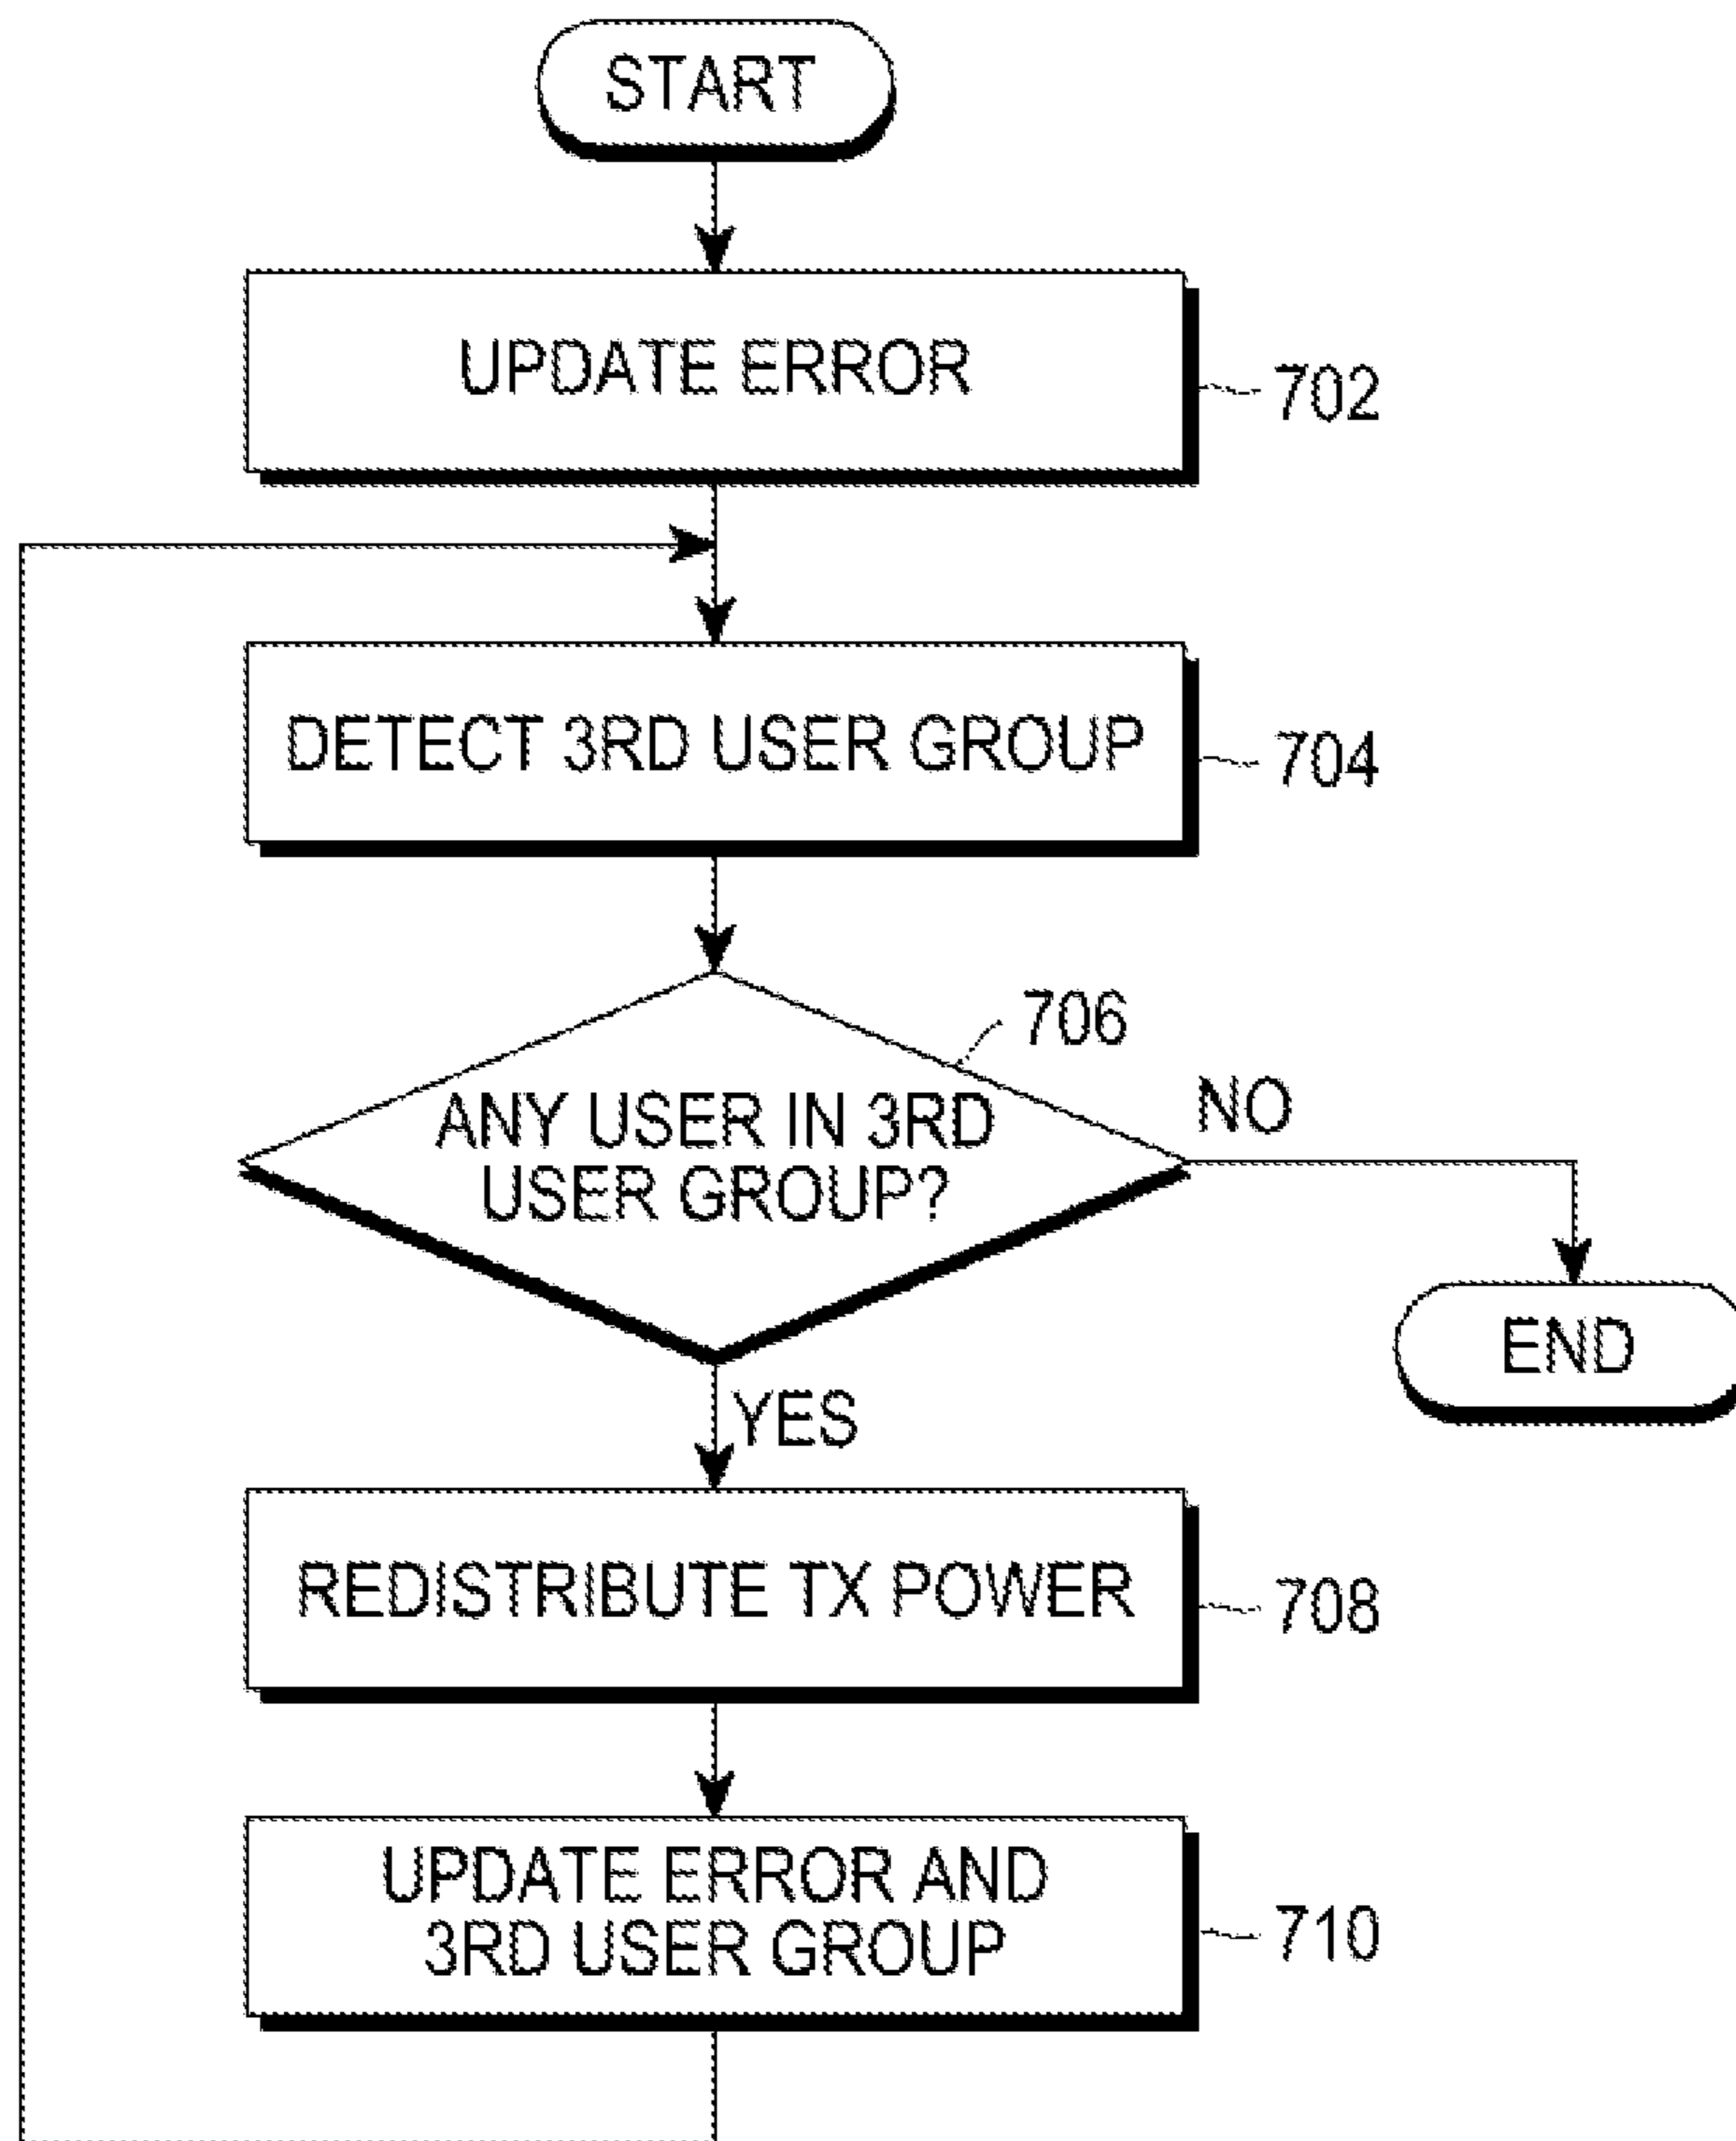 START
UPDATE ERROR
702
DETECT 3RD USER GROUP
704
706
ANY USER IN 3RD
USER GROUP?
NO
END
YES
REDISTRIBUTE TX POWER
708
UPDATE ERROR AND
3RD USER GROUP
710